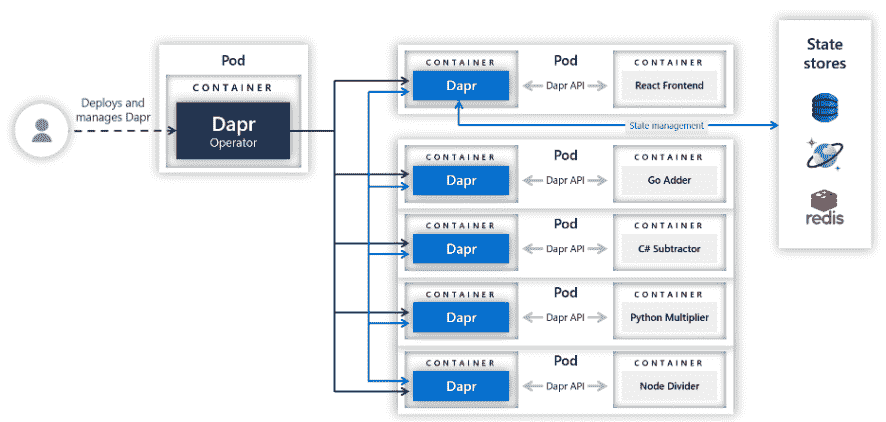 Deploys and
manages Dapr
Pod
CONTAINER
Dapr
Operator
CONTAINER
Dapr
Pod
Dapr API
CONTAINER
React Frontend
State management
CONTAINER
Dapr
Pod
Dapr API
CONTAINER
Go Adder
CONTAINER
Dapr
Pod
Dapr API
CONTAINER
C# Subtractor
CONTAINER
Dapr
Pod
Dapr API
CONTAINER
Python Multiplier
CONTAINER
Dapr
Pod
Dapr API
CONTAINER
Node Divider
State
stores
redis